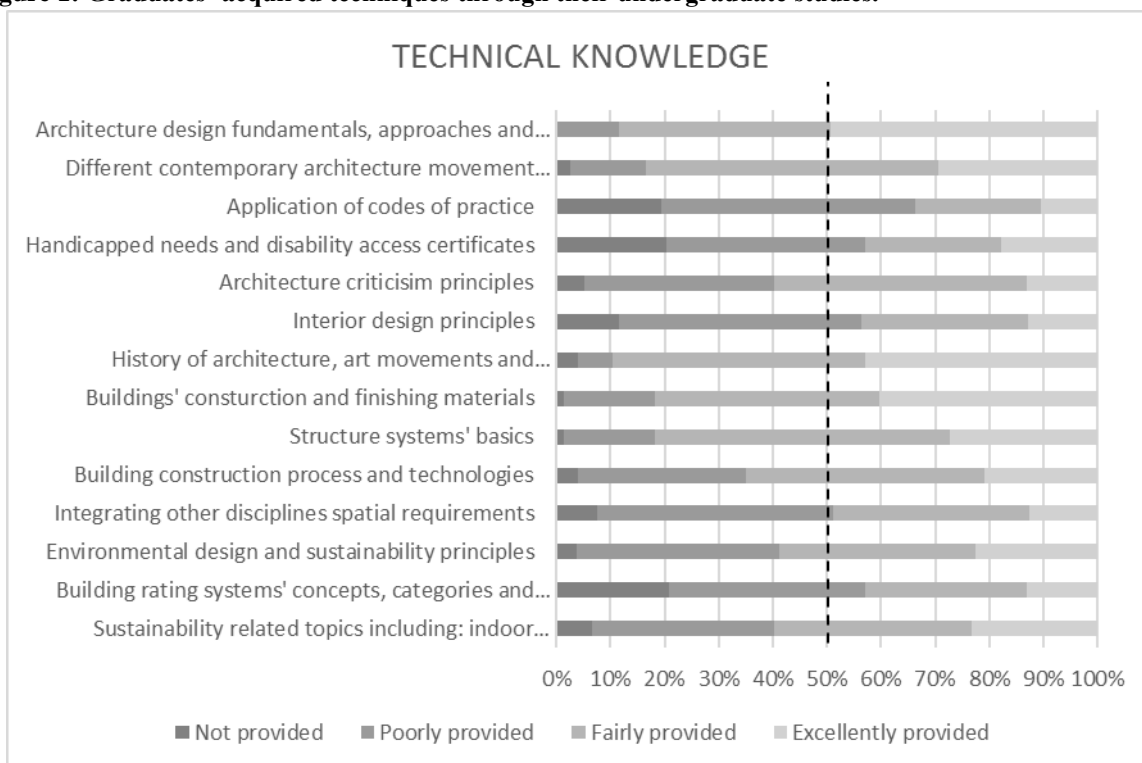 gure 2: Graduates' acquired techniques through their undergraduate studies.
TECHNICAL KNOWLEDGE
Architecture design fundamentals, approaches and...
Different contemporary architecture movement...
Application of codes of practice
Handicapped needs and disability access certificates
Architecture criticisim principles
Interior design principles
History of architecture, art movements and...
Buildings' consturction and finishing materials
Structure systems' basics
Building construction process and technologies
Integrating other disciplines spatial requirements
Environmental design and sustainability principles
Building rating systems' concepts, categories and...
Sustainability related topics including: indoor...
0% 10% 20% 30% 40% 50% 60% 70% 80% 90% 100%
Not provided Poorly provided Fairly provided Excellently provided